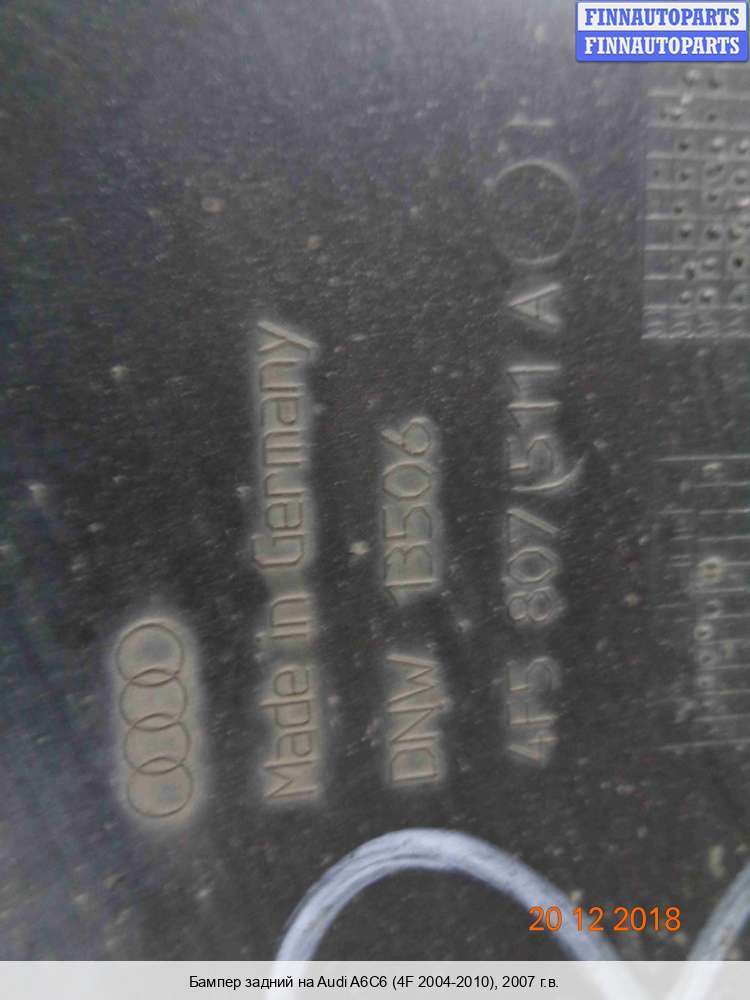 FINNAUTOPARTS
FINNAUTOPARTS
Made in Germany
DNW 1B506
4F5 807 511 A
20 12 2018
Бампер задний на Audi A6C6 (4F 2004-2010), 2007 г.в.